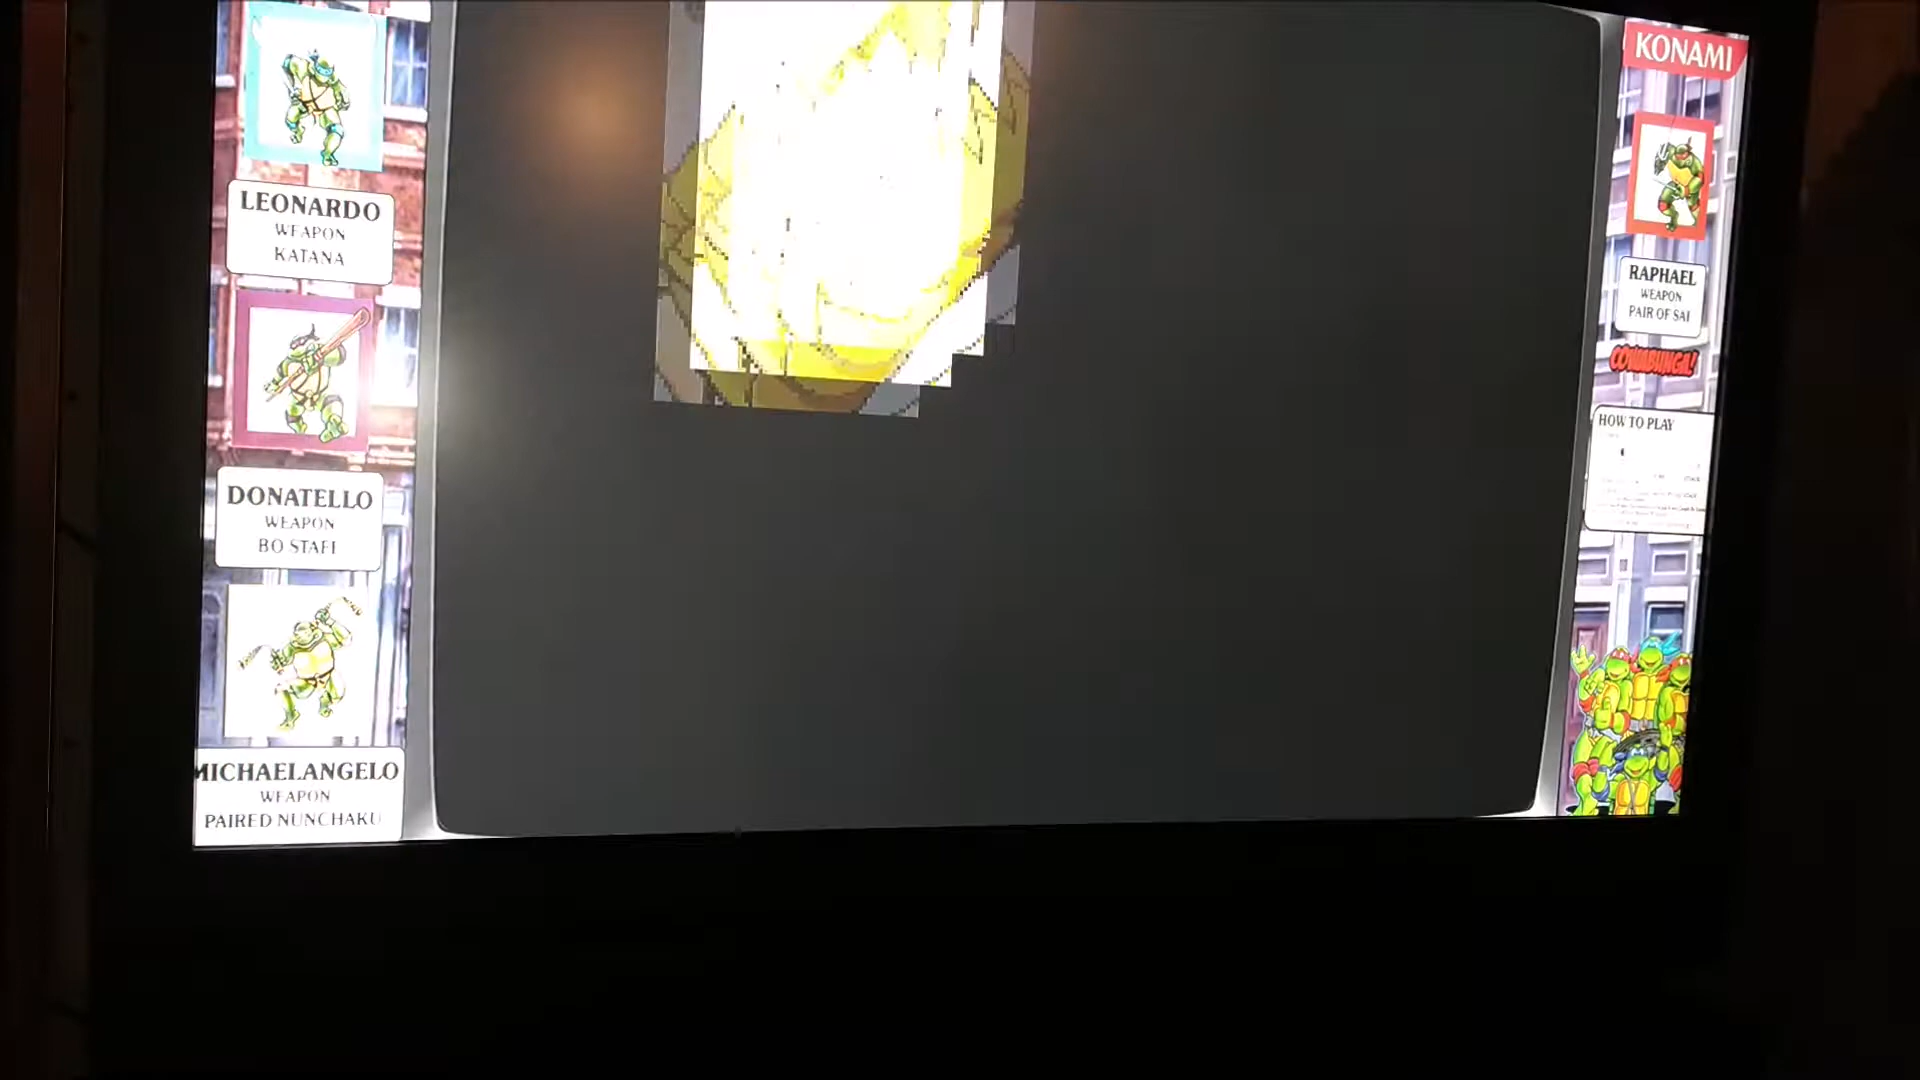 LEONARDO
WEAPON
KATANA
DONATELLO
WEAPON
BO STAFF
MICHAELANGELO
WEAPON
PAIRED NUNCHAKU
KONAMI
RAPHAEL
WEAPON
PAIR OF SAI
COWABUNGA!
HOW TO PLAY